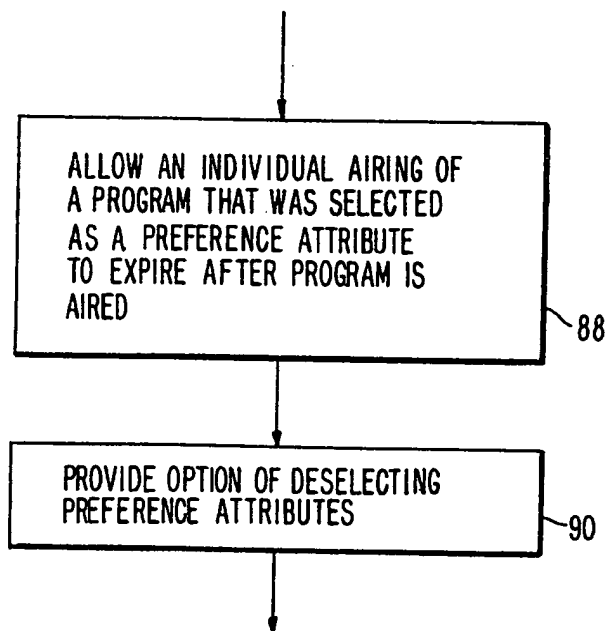 ALLOW AN INDIVIDUAL AIRING OF
A PROGRAM THAT WAS SELECTED
AS A PREFERENCE ATTRIBUTE
TO EXPIRE AFTER PROGRAM IS
AIRED
88
PROVIDE OPTION OF DESELECTING
PREFERENCE ATTRIBUTES
90